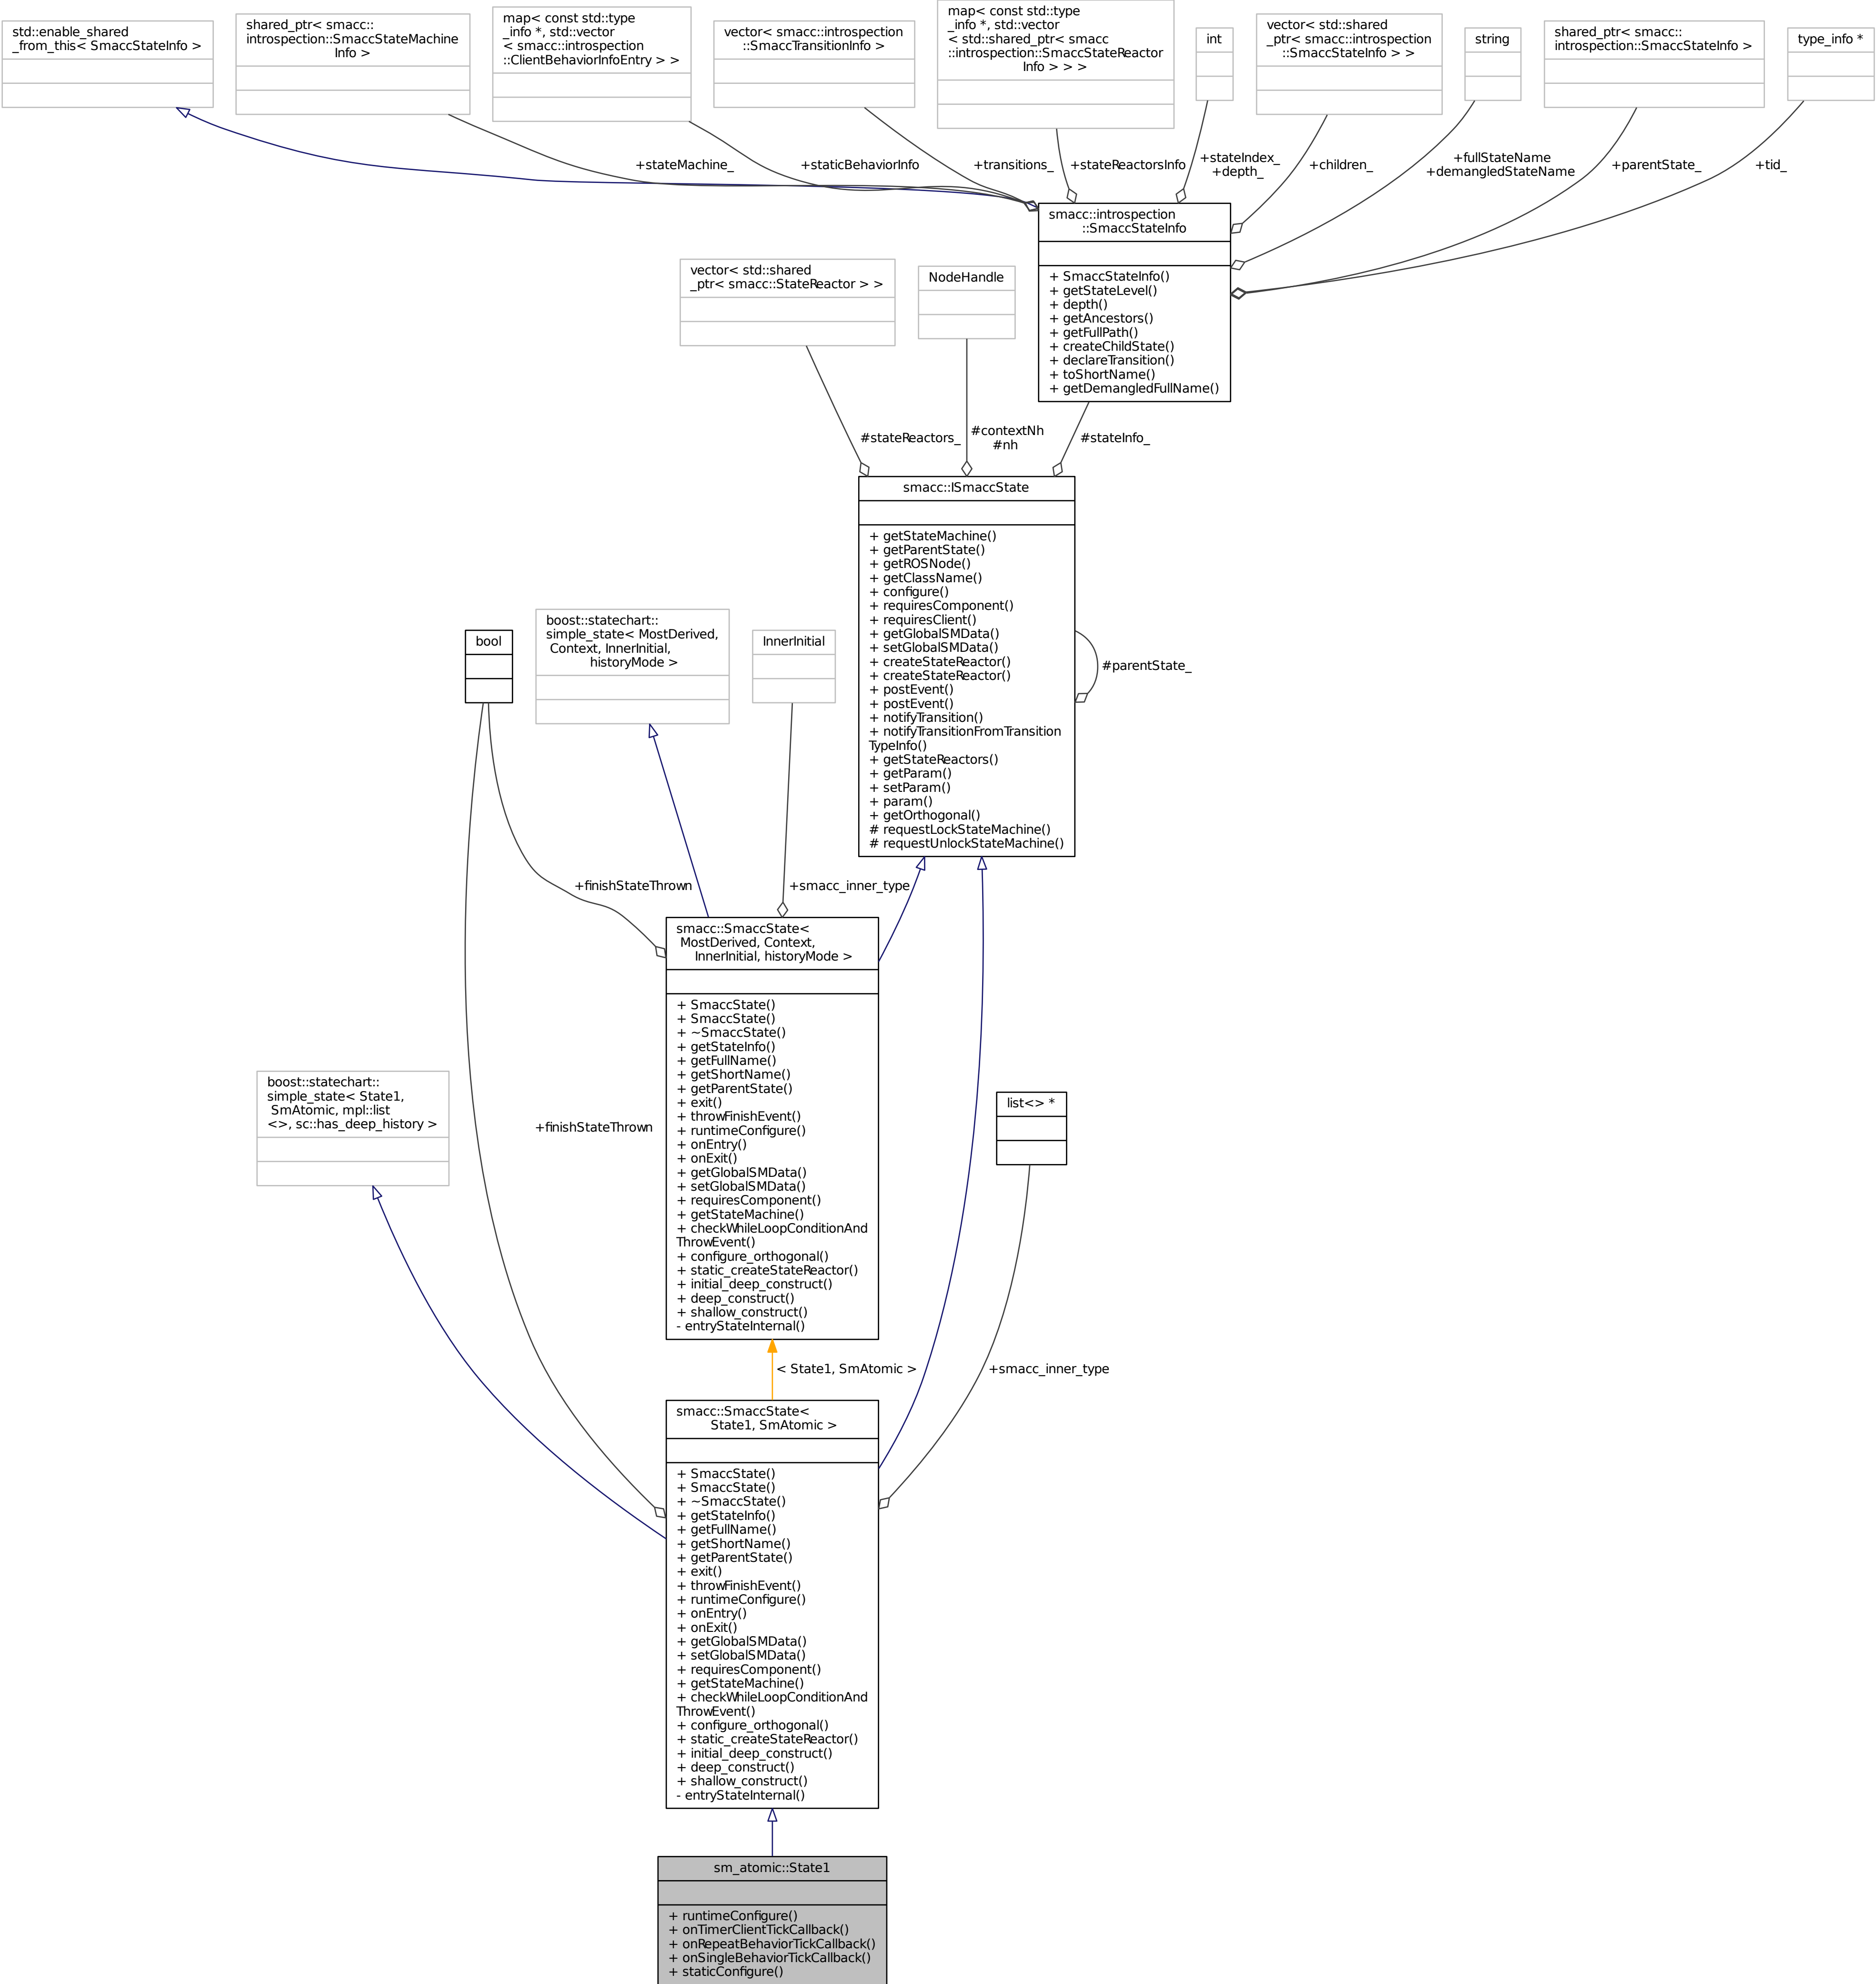 std::enable_shared
_from_this< SmaccStateInfo >
shared_ptr< smacc::
introspection::SmaccStateMachine
Info >
map< const std::type
_info *, std::vector
< smacc::introspection
::ClientBehaviorInfoEntry > >
vector< smacc::introspection
::SmaccTransitionInfo >
map< const std::type
_info *, std::vector
< std::shared_ptr< smacc
::introspection::SmaccStateReactor
Info > > >
int
vector< std::shared
_ptr< smacc::introspection
::SmaccStateInfo > >
string
shared_ptr< smacc::
introspection::SmaccStateInfo >
type_info *
+stateMachine_
+staticBehaviorInfo
+transitions_
+stateReactorsInfo
+stateIndex_
+depth_
+children_
+fullStateName
+demangledStateName
+parentState_
+tid_
smacc::introspection
::SmaccStateInfo
+ SmaccStateInfo()
+ getStateLevel()
+ depth()
+ getAncestors()
+ getFullPath()
+ createChildState()
+ declareTransition()
+ toShortName()
+ getDemangledFullName()
vector< std::shared
_ptr< smacc::StateReactor > >
NodeHandle
#stateReactors_
#contextNh
#nh
#stateInfo_
smacc::ISmaccState
+ getStateMachine()
+ getParentState()
+ getROSNode()
+ getClassName()
+ configure()
+ requiresComponent()
+ requiresClient()
+ getGlobalSMData()
+ setGlobalSMData()
+ createStateReactor()
+ createStateReactor()
+ postEvent()
+ postEvent()
+ notifyTransition()
+ notifyTransitionFromTransition
TypeInfo()
+ getStateReactors()
+ getParam()
+ setParam()
+ param()
+ getOrthogonal()
# requestLockStateMachine()
# requestUnlockStateMachine()
#parentState_
bool
boost::statechart::
simple_state< MostDerived,
Context, InnerInitial,
historyMode >
InnerInitial
+finishStateThrown
+smacc_inner_type
smacc::SmaccState<
MostDerived, Context,
InnerInitial, historyMode >
+ SmaccState()
+ SmaccState()
+ ~SmaccState()
+ getStateInfo()
+ getFullName()
+ getShortName()
+ getParentState()
+ exit()
+ throwFinishEvent()
+ runtimeConfigure()
+ onEntry()
+ onExit()
+ getGlobalSMData()
+ setGlobalSMData()
+ requiresComponent()
+ getStateMachine()
+ checkWhileLoopConditionAnd
ThrowEvent()
+ configure_orthogonal()
+ static_createStateReactor()
+ initial_deep_construct()
+ deep_construct()
+ shallow_construct()
- entryStateInternal()
boost::statechart::
simple_state< State1,
SmAtomic, mpl::list
<>, sc::has_deep_history >
+finishStateThrown
list<> *
< State1, SmAtomic >
+smacc_inner_type
smacc::SmaccState<
State1, SmAtomic >
+ SmaccState()
+ SmaccState()
+ ~SmaccState()
+ getStateInfo()
+ getFullName()
+ getShortName()
+ getParentState()
+ exit()
+ throwFinishEvent()
+ runtimeConfigure()
+ onEntry()
+ onExit()
+ getGlobalSMData()
+ setGlobalSMData()
+ requiresComponent()
+ getStateMachine()
+ checkWhileLoopConditionAnd
ThrowEvent()
+ configure_orthogonal()
+ static_createStateReactor()
+ initial_deep_construct()
+ deep_construct()
+ shallow_construct()
- entryStateInternal()
sm_atomic::State1
+ runtimeConfigure()
+ onTimerClientTickCallback()
+ onRepeatBehaviorTickCallback()
+ onSingleBehaviorTickCallback()
+ staticConfigure()